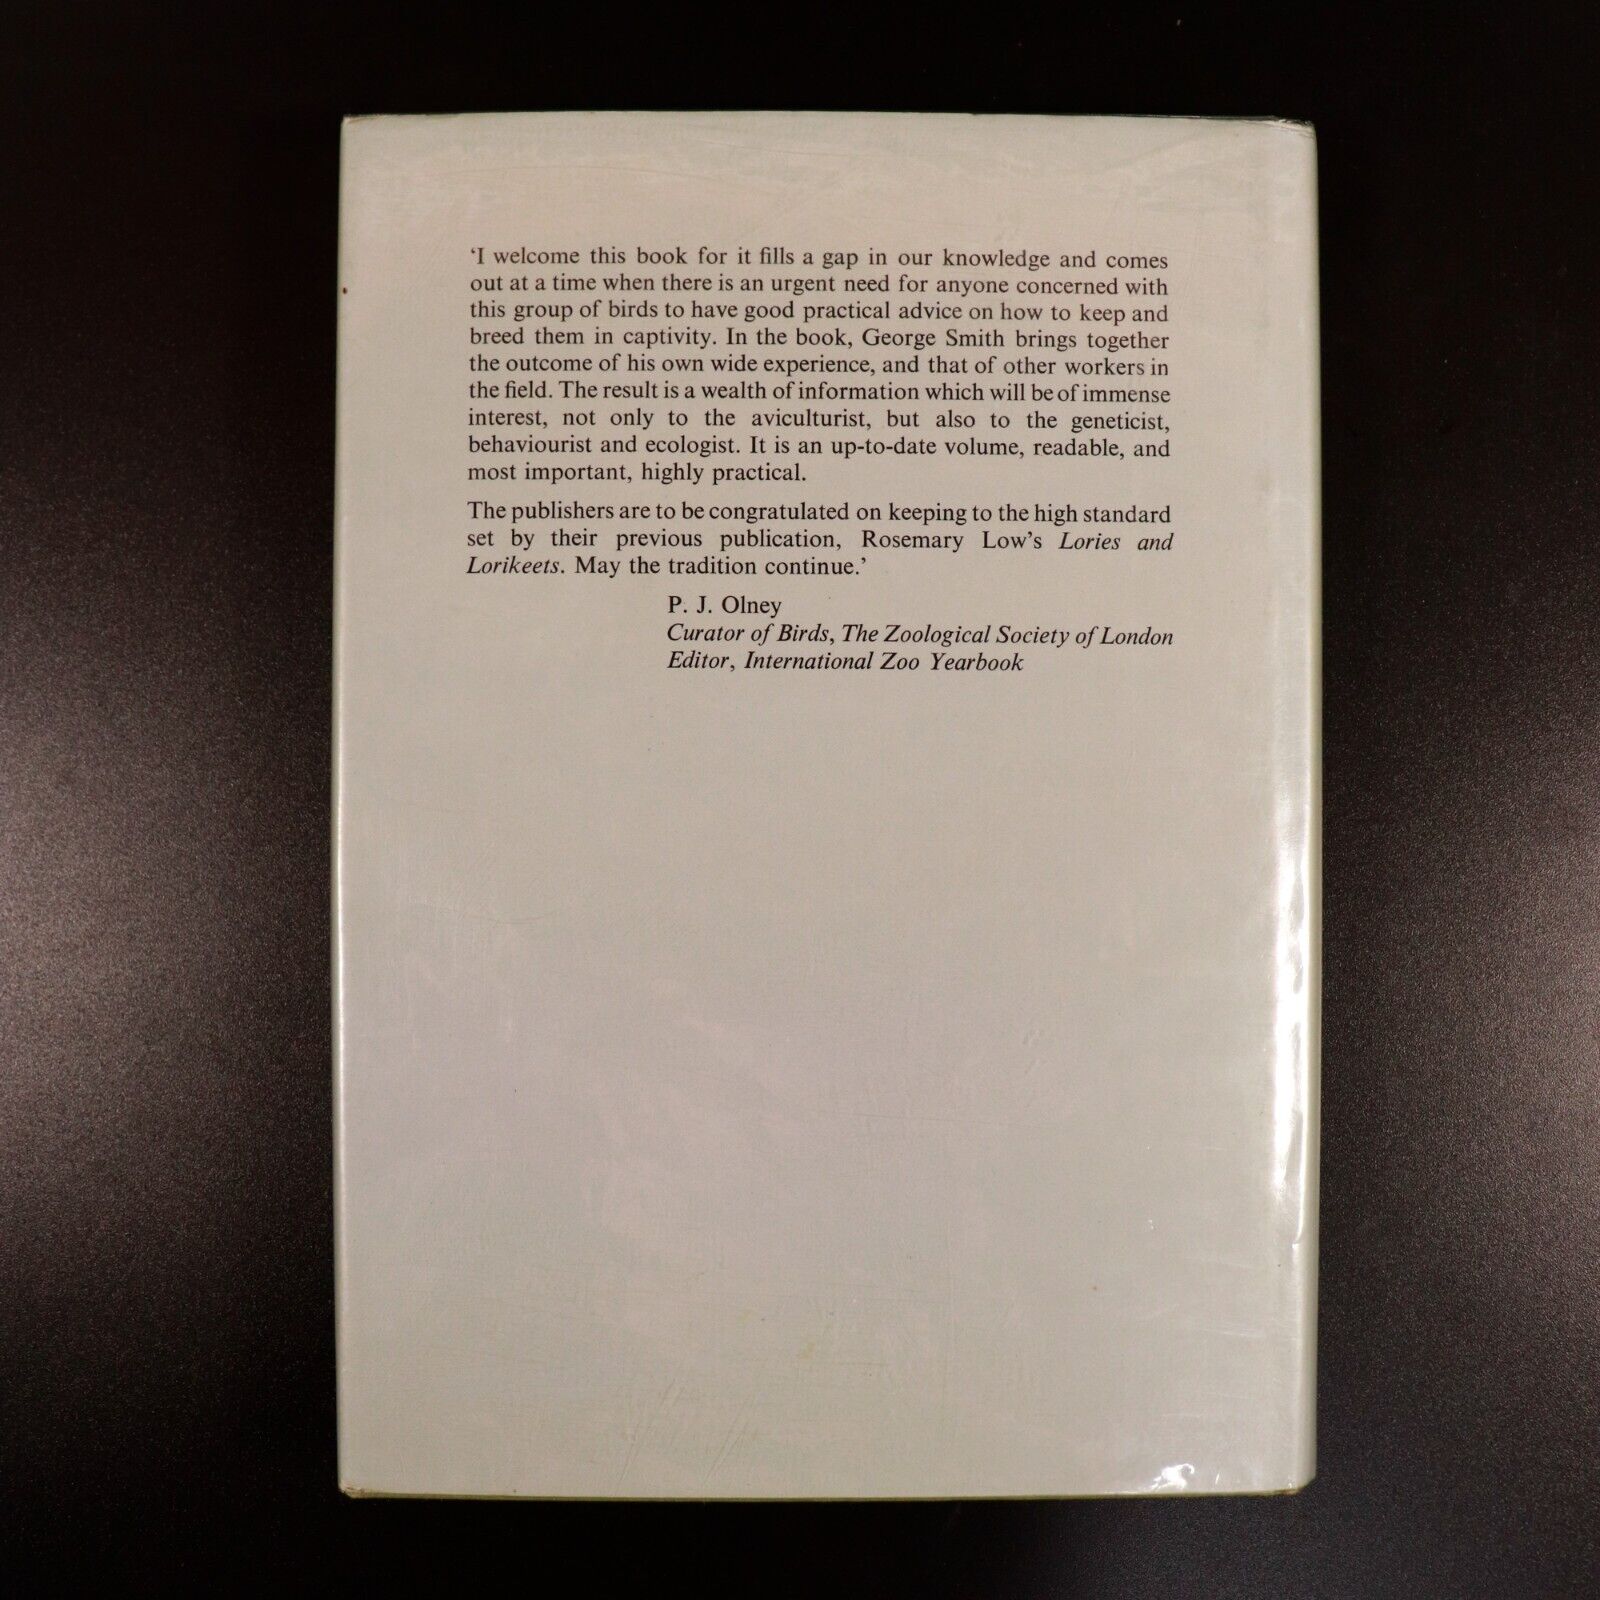 ‘I welcome this book for it fills a gap in our knowledge and comes
out at a time when there is an urgent need for anyone concerned with
this group of birds to have good practical advice on how to keep and
breed them in captivity. In the book, George Smith brings together
the outcome of his own wide experience, and that of other workers in
the field. The result is a wealth of information which will be of immense
interest, not only to the aviculturist, but also to the geneticist,
behaviourist and ecologist. It is an up-to-date volume, readable, and
most important, highly practical.
The publishers are to be congratulated on keeping to the high standard
set by their previous publication, Rosemary Low’s Lories and
Lorikeets. May the tradition continue.’
P. J. Olney
Curator of Birds, The Zoological Society of London
Editor, International Zoo Yearbook